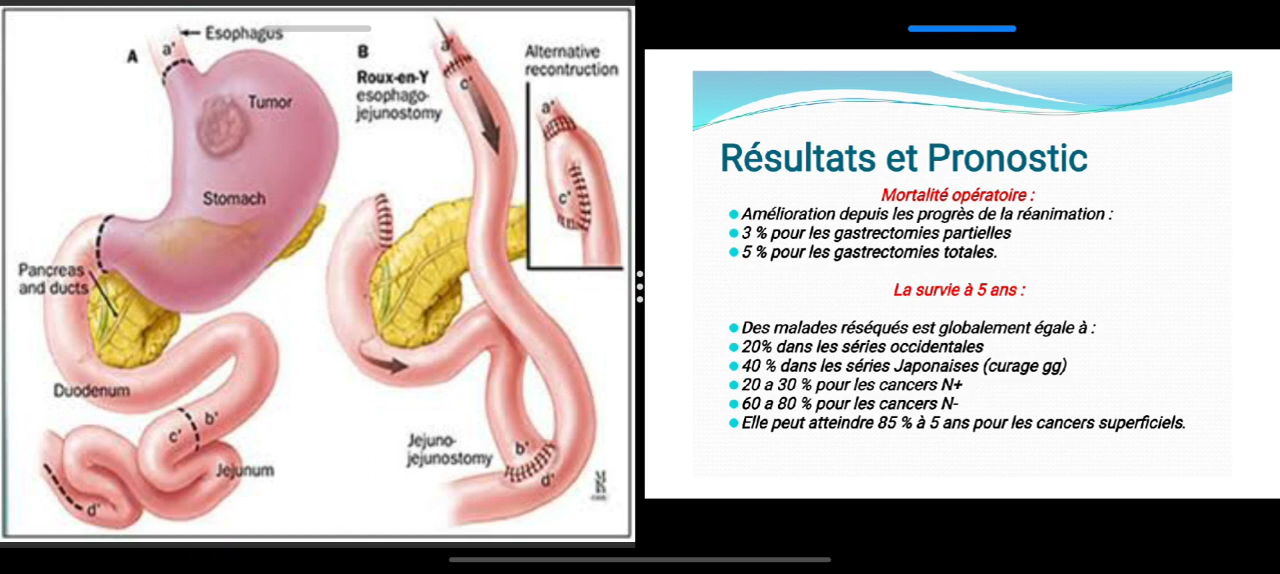 Esophagus
a'
A
Tumor
Stomach
Pancreas
and ducts
Duodenum
b'
c'
Jejunum
d'
B
Roux-en-Y
esophago-
jejunostomy
a'
c'
Alternative
recontruction
a'
c'
Jejuno-
jejunostomy
b'
d'
Résultats et Pronostic
Mortalité opératoire :
Amélioration depuis les progrès de la réanimation :
3 % pour les gastrectomies partielles
5 % pour les gastrectomies totales.
La survie à 5 ans :
Des malades réséqués est globalement égale à :
20% dans les séries occidentales
40 % dans les séries Japonaises (curage gg)
20 a 30 % pour les cancers N+
60 a 80 % pour les cancers N-
Elle peut atteindre 85 % à 5 ans pour les cancers superficiels.